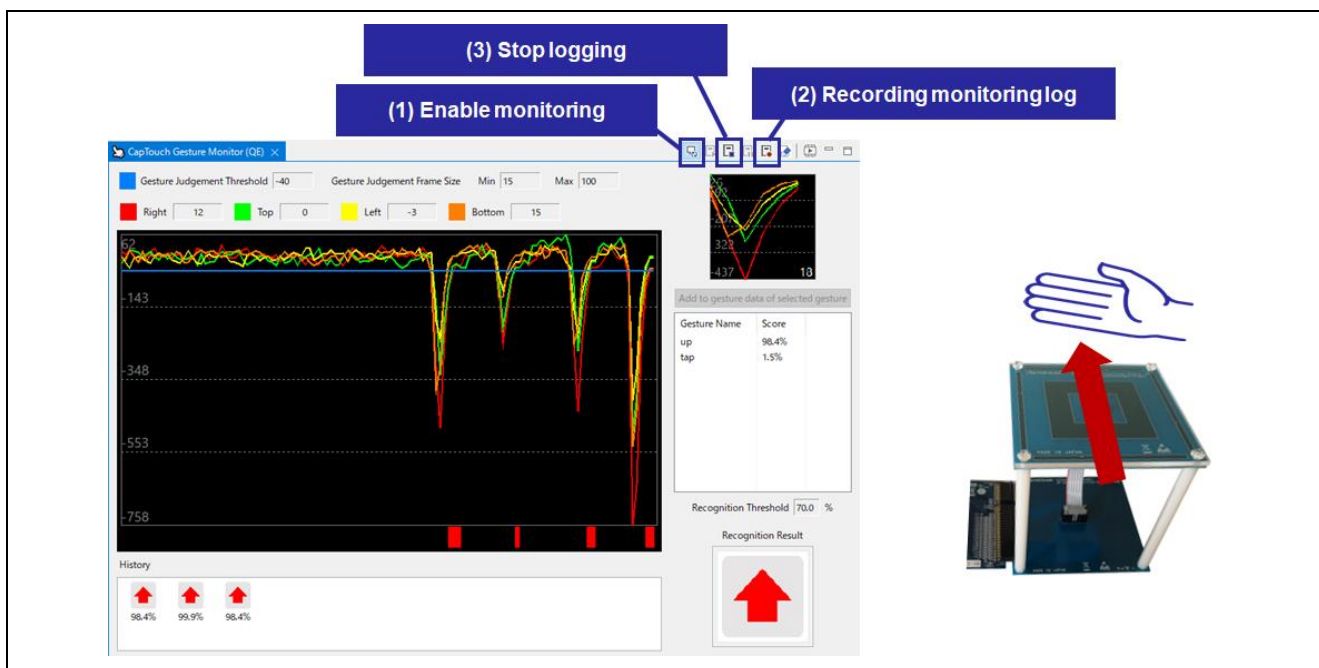 (3) Stop logging
(1) Enable monitoring
(2) Recording monitoring log
CapTouch Gesture Monitor (QE)
Gesture Judgement Threshold -40 Gesture Judgement Frame Size Min 15 Max 100
Right 12 Top 0 Left -3 Bottom 15
62
-143
-348
-553
-758
322
-437
18
Add to gesture data of selected gesture
Gesture Name Score
up 98.4%
tap 1.5%
Recognition Threshold 70.0 %
Recognition Result
History
98.4% 99.9% 98.4%